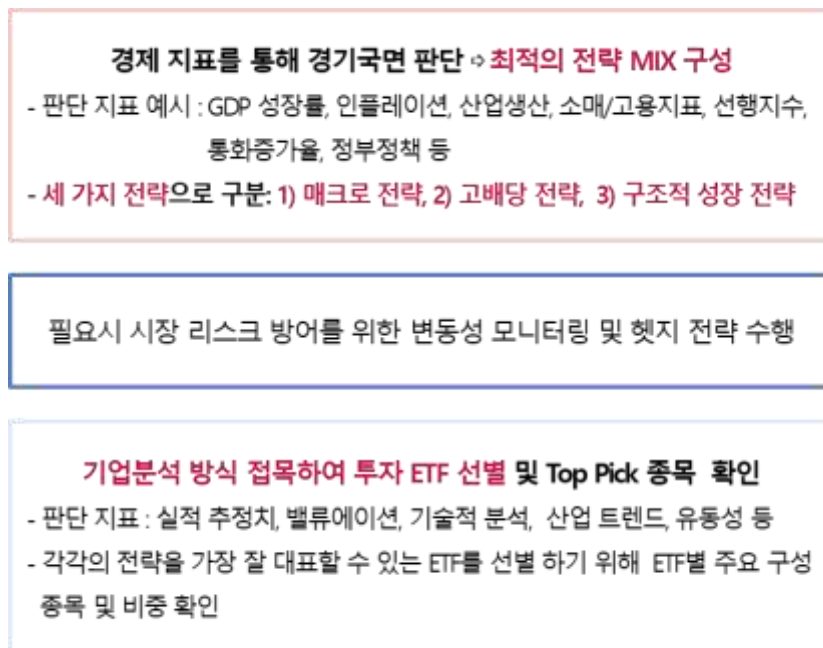 경제 지표를 통해 경기국면 판단 ⇨ 최적의 전략 MIX 구성
- 판단 지표 예시 : GDP 성장률, 인플레이션, 산업생산, 소매/고용지표, 선행지수,
통화증가율, 정부정책 등
- 세 가지 전략으로 구분: 1) 매크로 전략, 2) 고배당 전략, 3) 구조적 성장 전략
필요시 시장 리스크 방어를 위한 변동성 모니터링 및 헷지 전략 수행
기업분석 방식 접목하여 투자 ETF 선별 및 Top Pick 종목 확인
- 판단 지표 : 실적 추정치, 밸류에이션, 기술적 분석, 산업 트렌드, 유동성 등
- 각각의 전략을 가장 잘 대표할 수 있는 ETF를 선별 하기 위해 ETF별 주요 구성
종목 및 비중 확인